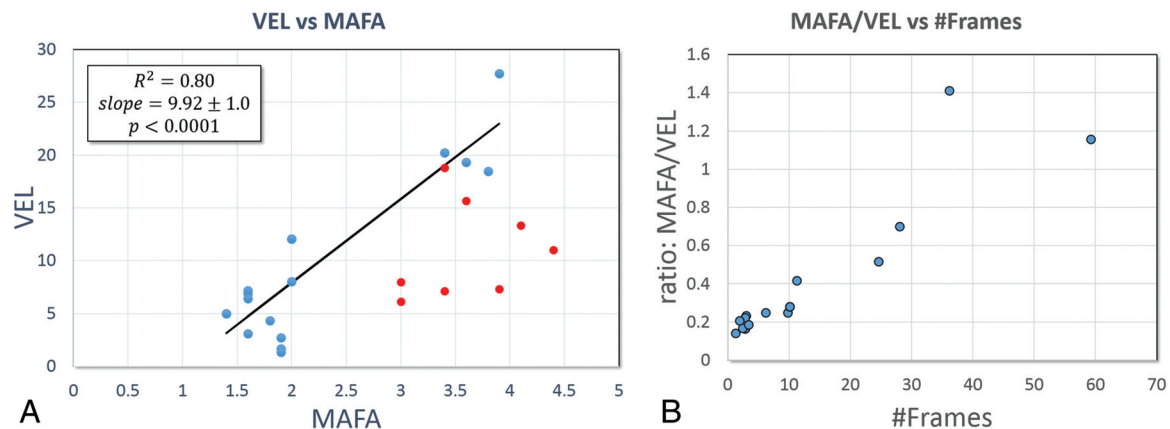 VEL vs MAFA
30
25
20
15
10
5
0
VEL
R² = 0.80
slope = 9.92 ± 1.0
p < 0.0001
0 0.5 1 1.5 2 2.5 3 3.5 4 4.5 5
MAFA
A
MAFA/VEL vs #Frames
1.6
1.4
1.2
1
0.8
0.6
0.4
0.2
0
ratio: MAFA/VEL
0 10 20 30 40 50 60 70
#Frames
B